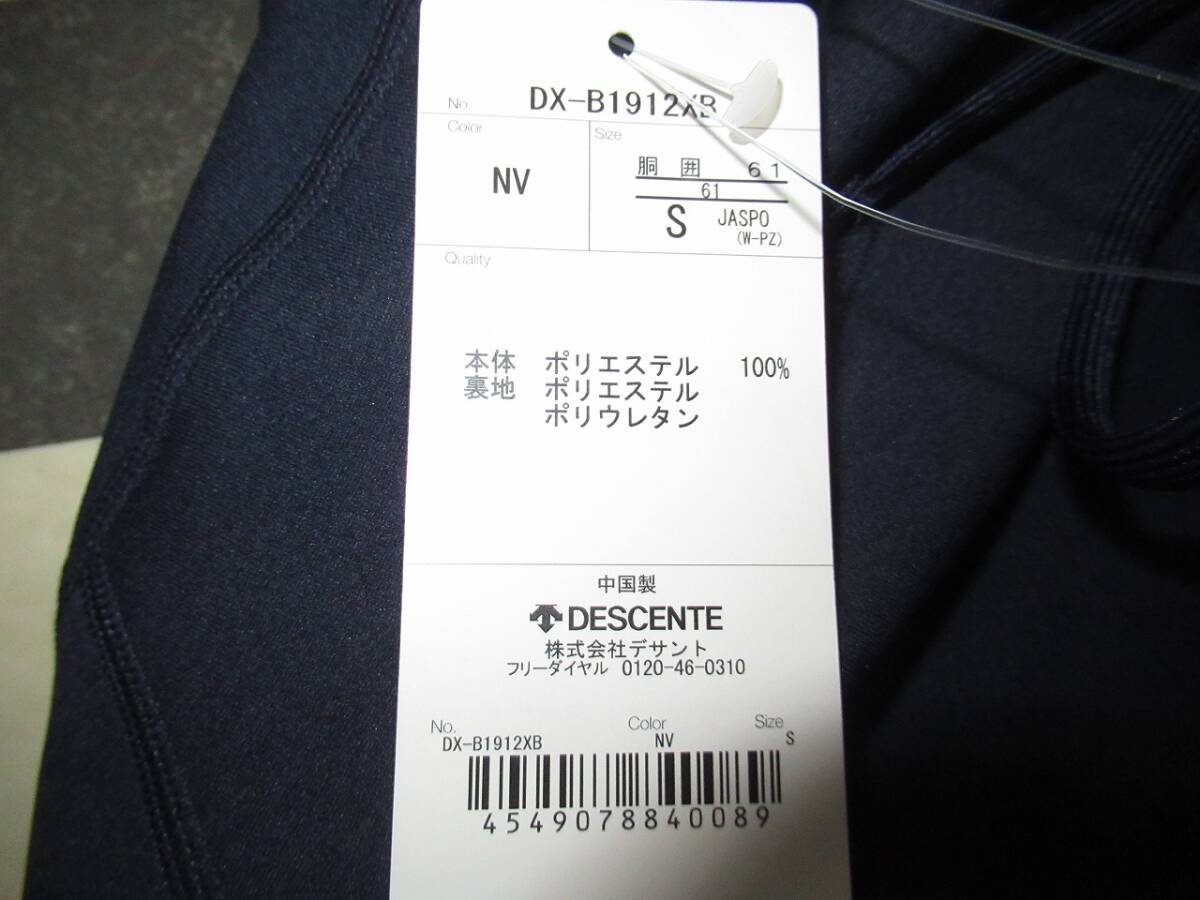 No. DX-B1912XB
Color Size
NV
胴囲 61
61
S JASPO
(W-PZ)
Quality
本体 ポリエステル 100%
裏地 ポリエステル
ポリウレタン
中国製
DESCENTE
株式会社デサント
フリーダイヤル 0120-46-0310
No. Color Size
DX-B1912XB NV S
4549078840089